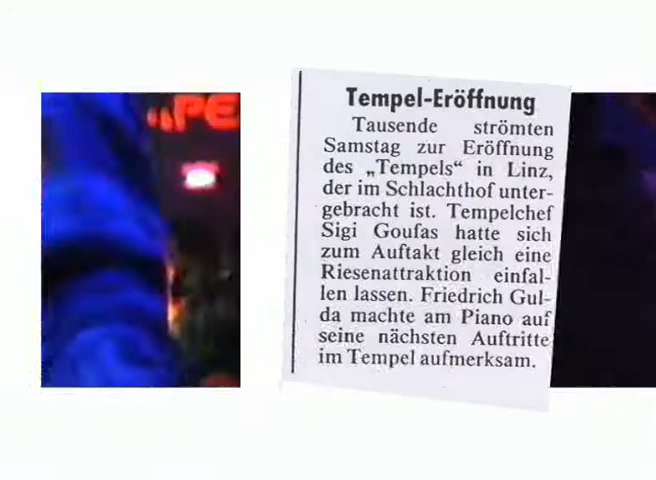 Tempel-Eröffnung
Tausende strömten
Samstag zur Eröffnung
des „Tempels“ in Linz,
der im Schlachthof unter-
gebracht ist. Tempelchef
Sigi Goufas hatte sich
zum Auftakt gleich eine
Riesenattraktion einfal-
len lassen. Friedrich Gul-
da machte am Piano auf
seine nächsten Auftritte
im Tempel aufmerksam.